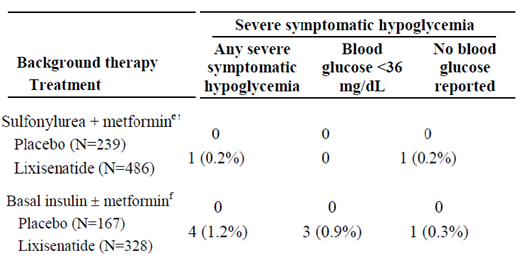 Severe symptomatic hypoglycemia
Background therapy
Treatment
Any severe symptomatic hypoglycemia
Blood glucose <36 mg/dL
No blood glucose reported
Sulfonylurea + metformin
Placebo (N=239) 0 0 0
Lixisenatide (N=486) 1 (0.2%) 0 1 (0.2%)
Basal insulin ± metforminf
Placebo (N=167) 0 0 0
Lixisenatide (N=328) 4 (1.2%) 3 (0.9%) 1 (0.3%)